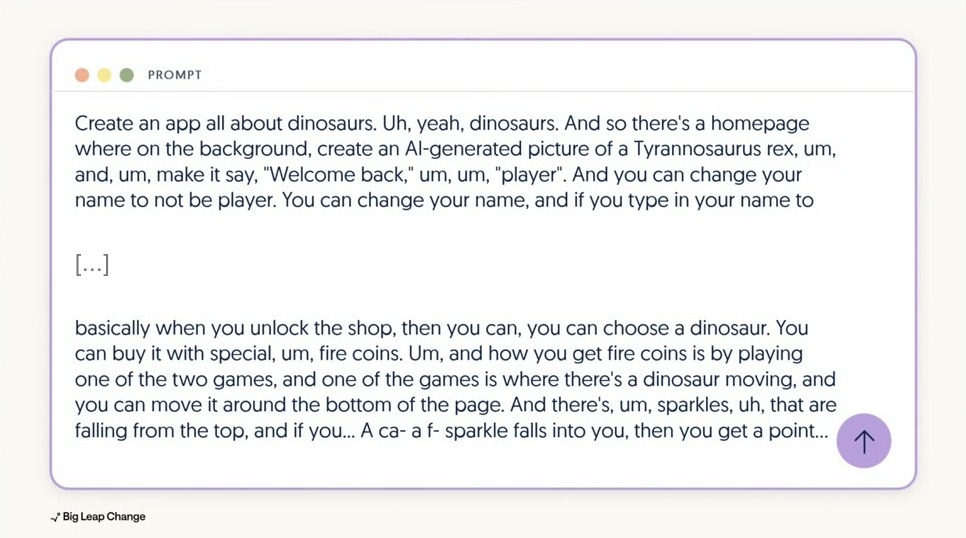 PROMPT
Create an app all about dinosaurs. Uh, yeah, dinosaurs. And so there's a homepage
where on the background, create an AI-generated picture of a Tyrannosaurus rex, um,
and, um, make it say, "Welcome back," um, um, "player". And you can change your
name to not be player. You can change your name, and if you type in your name to
[...]
basically when you unlock the shop, then you can, you can choose a dinosaur. You
can buy it with special, um, fire coins. Um, and how you get fire coins is by playing
one of the two games, and one of the games is where there's a dinosaur moving, and
you can move it around the bottom of the page. And there's, um, sparkles, uh, that are
falling from the top, and if you... A ca- a f- sparkle falls into you, then you get a point...
Big Leap Change